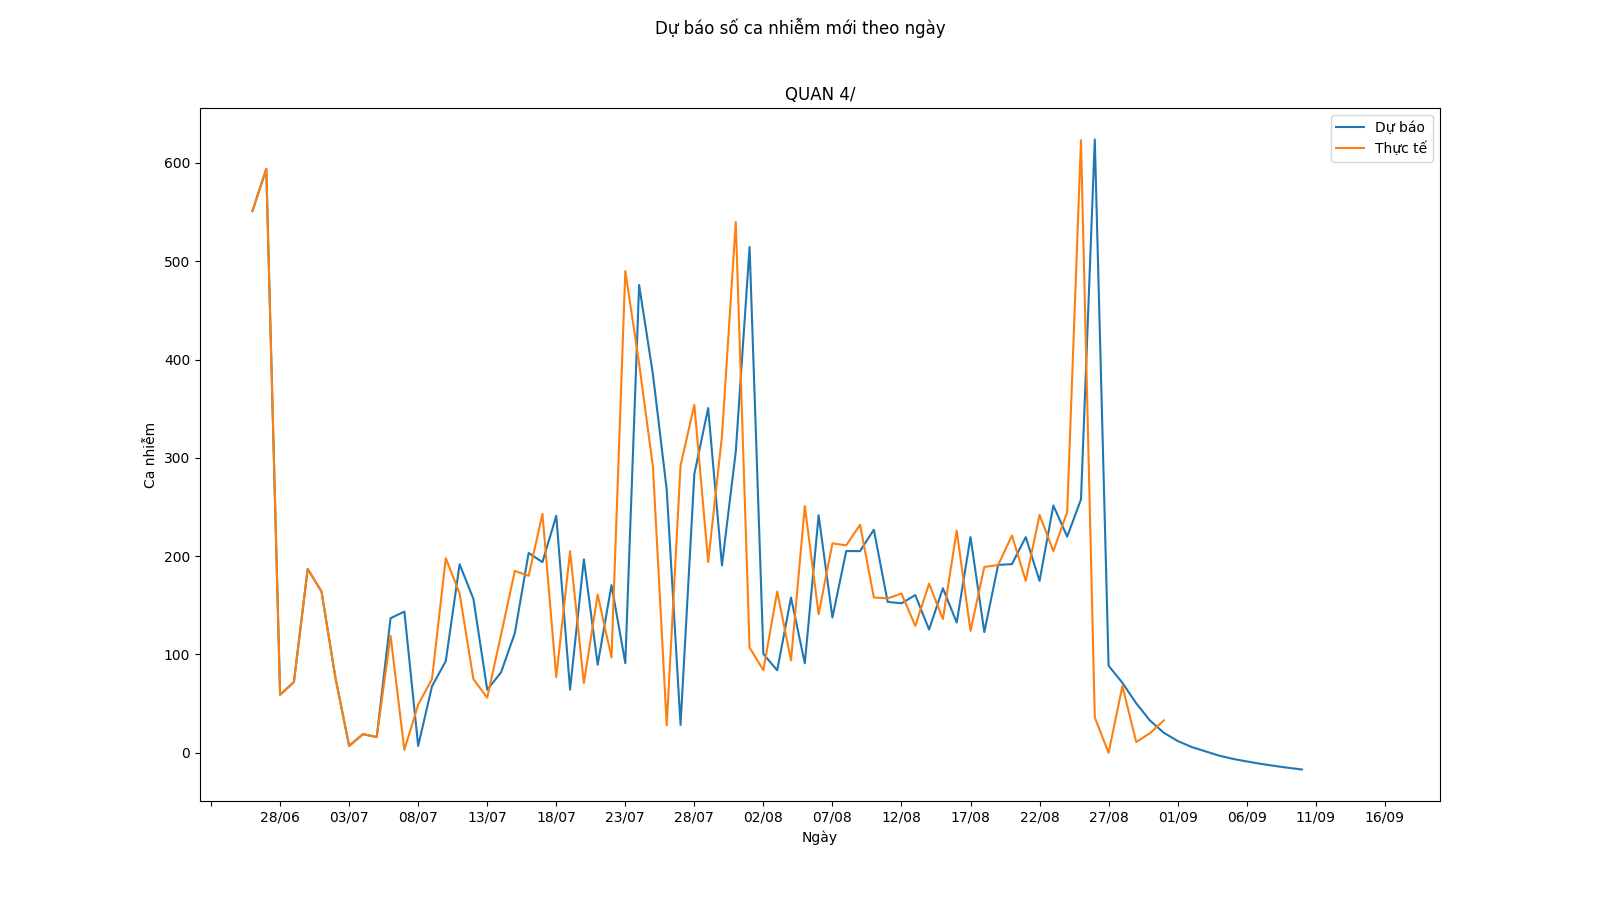 Dự báo số ca nhiễm mới theo ngày
QUAN 4/
Dự báo
Thực tế
600
500
400
300
200
100
0
Ca nhiễm
28/06 03/07 08/07 13/07 18/07 23/07 28/07 02/08 07/08 12/08 17/08 22/08 27/08 01/09 06/09 11/09 16/09
Ngày